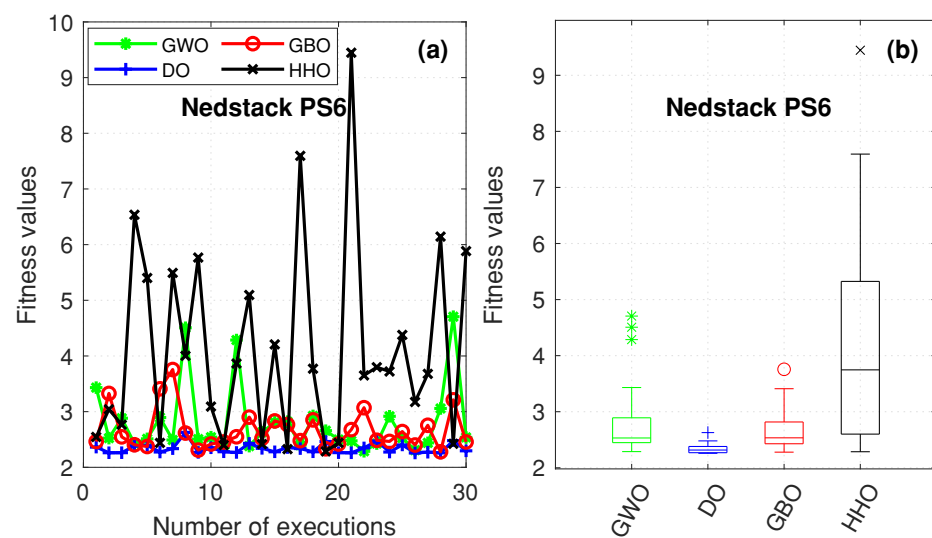 10
9
8
7
6
5
4
3
2
0
10
20
30
Fitness values
Number of executions
GWO
GBO
DO
HHO
(a)
Nedstack PS6
9
8
7
6
5
4
3
2
Fitness values
(b)
Nedstack PS6
GWO
DO
GBO
HHO